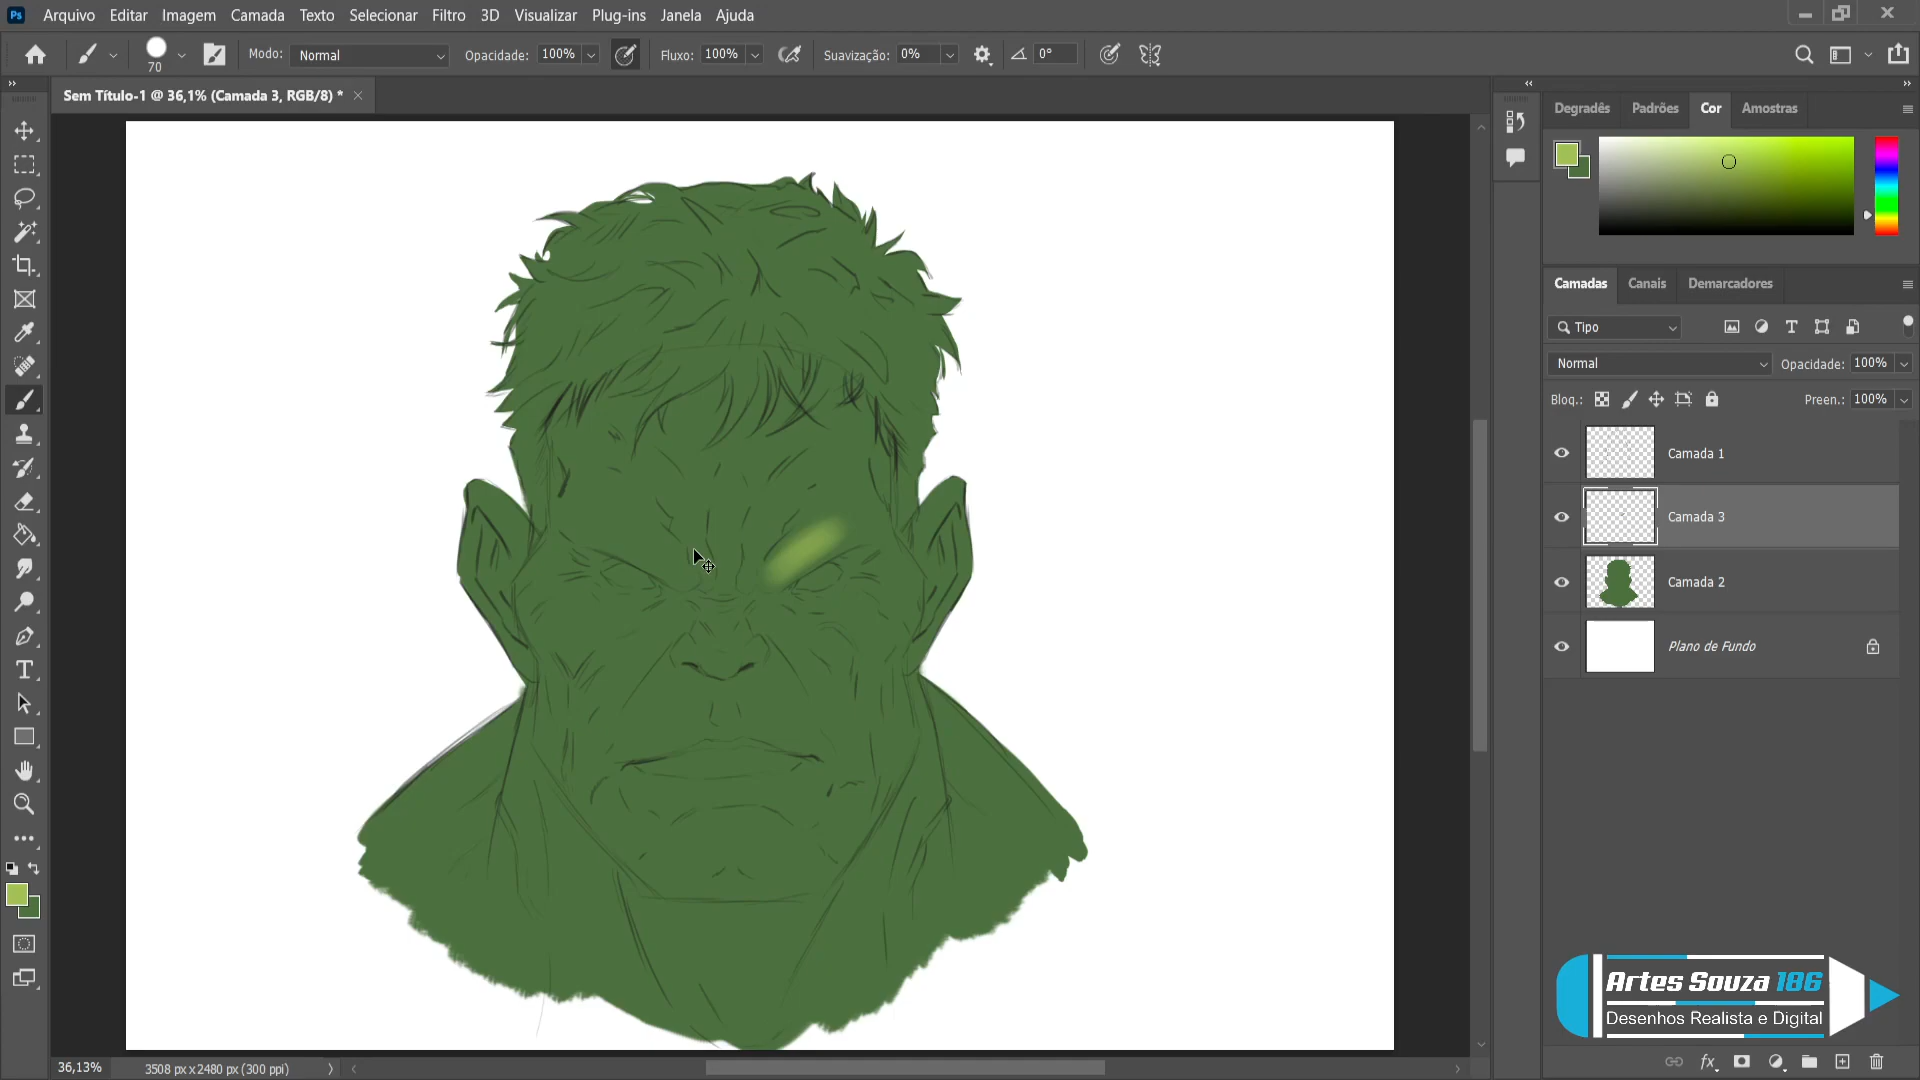 Ps Arquivo Editar Imagem Camada Texto Selecionar Filtro 3D Visualizar Plug-ins Janela Ajuda
70 Modo: Normal Opacidade: 100% Fluxo: 100% Suavização: 0% 0°
Sem Título-1 @ 36,1% (Camada 3, RGB/8) *
Degradês Padrões Cor Amostras
Camadas Canais Demarcadores
Tipo
Normal Opacidade: 100%
Bloq.: Preen.: 100%
Camada 1
Camada 3
Camada 2
Plano de Fundo
Artes Souza 186
Desenhos Realista e Digital
36,13% 3508 px x 2480 px (300 ppi)
fx